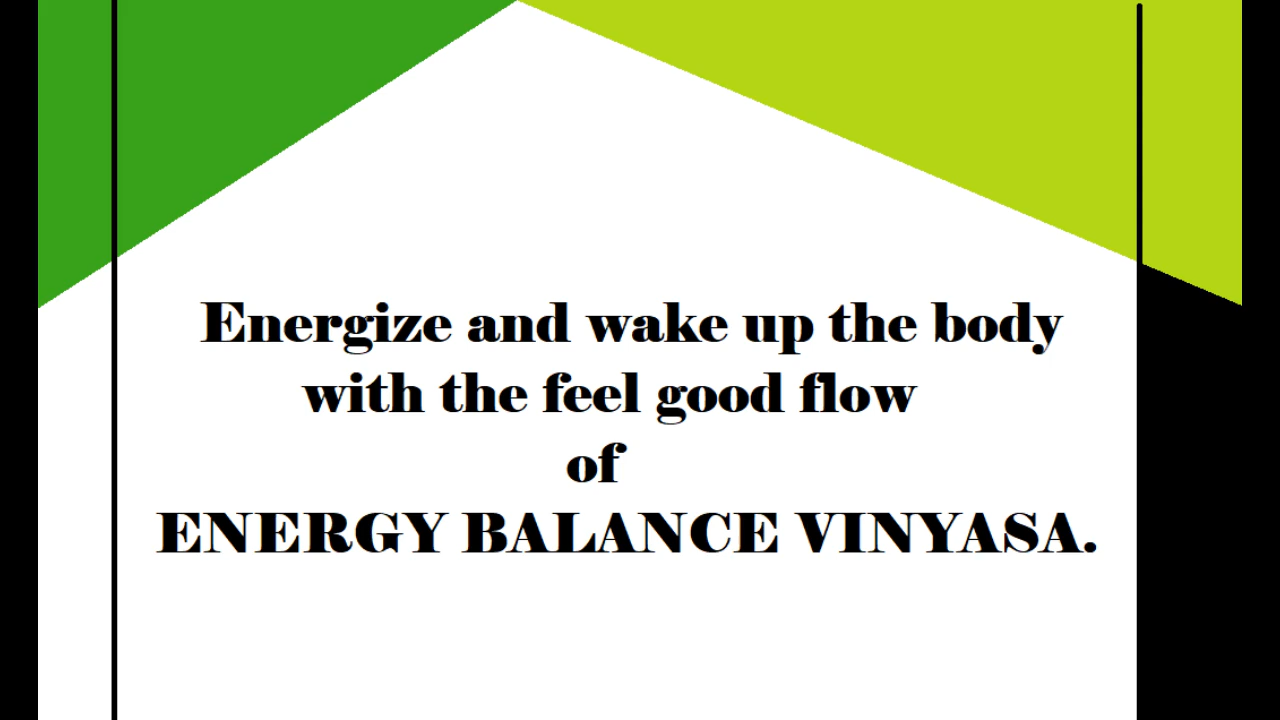 Energize and wake up the body
with the feel good flow
of
ENERGY BALANCE VINYASA.